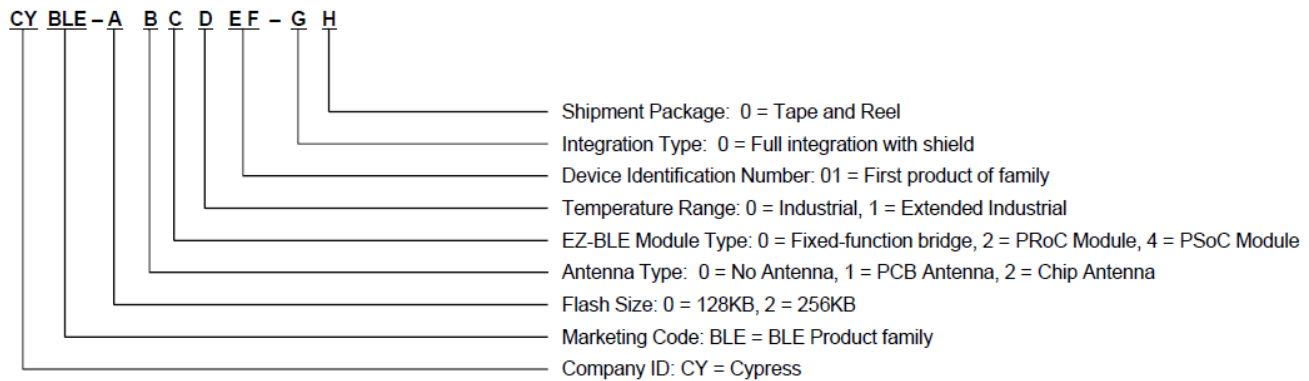 CY BLE – A B C D E F – G H
Shipment Package: 0 = Tape and Reel
Integration Type: 0 = Full integration with shield
Device Identification Number: 01 = First product of family
Temperature Range: 0 = Industrial, 1 = Extended Industrial
EZ-BLE Module Type: 0 = Fixed-function bridge, 2 = PRoC Module, 4 = PSoC Module
Antenna Type: 0 = No Antenna, 1 = PCB Antenna, 2 = Chip Antenna
Flash Size: 0 = 128KB, 2 = 256KB
Marketing Code: BLE = BLE Product family
Company ID: CY = Cypress